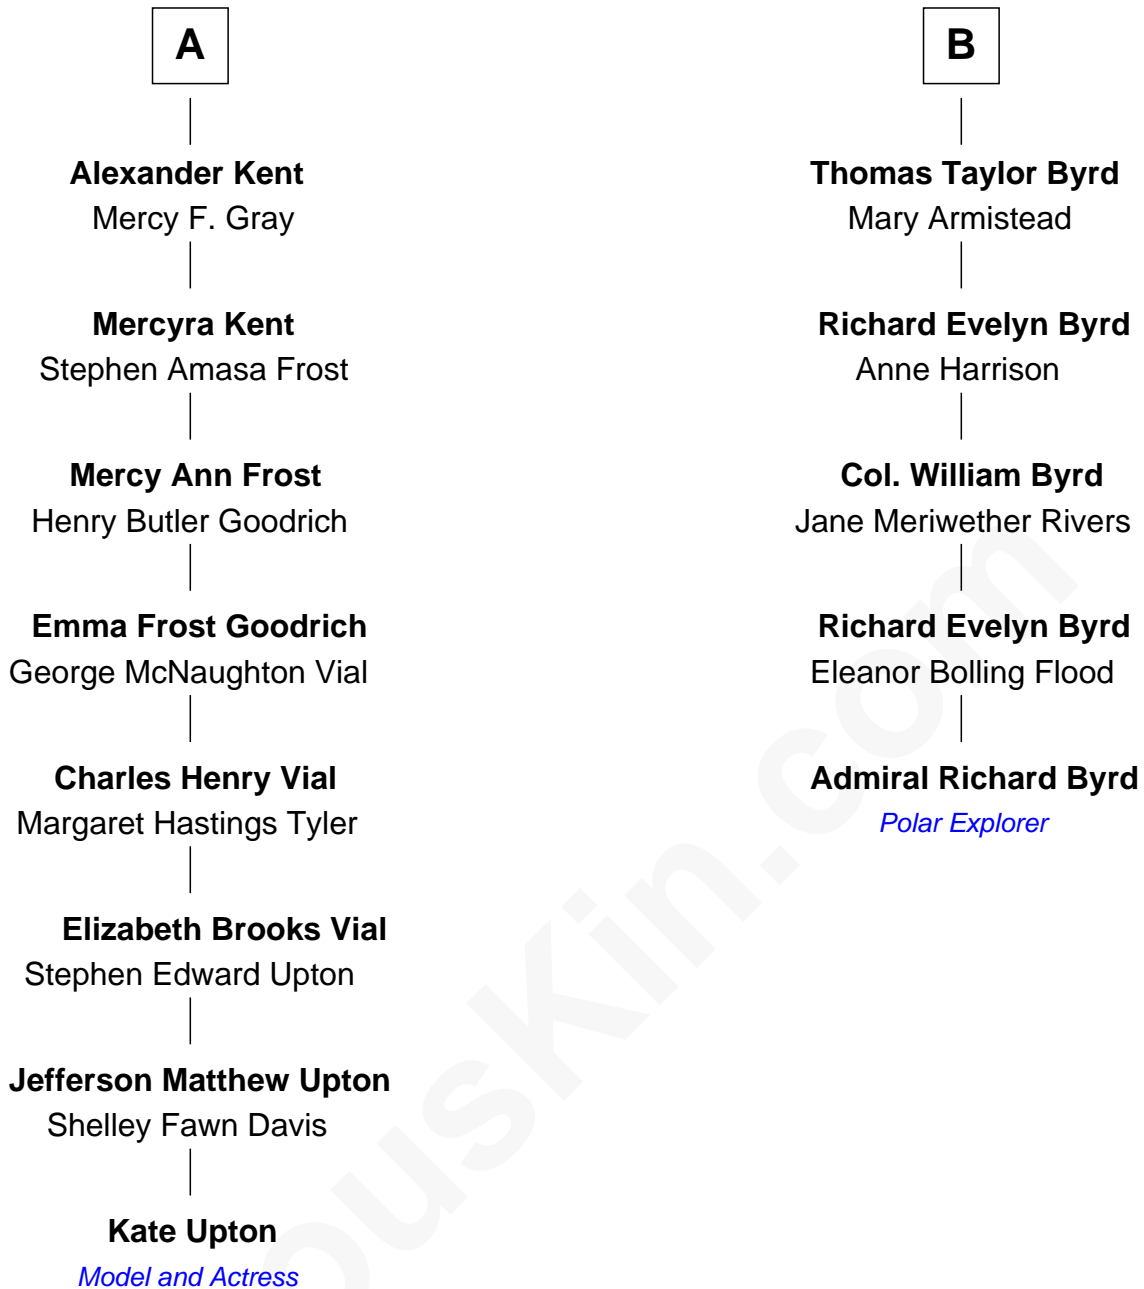 A
Alexander Kent
Mercy F. Gray
Mercyra Kent
Stephen Amasa Frost
Mercy Ann Frost
Henry Butler Goodrich
Emma Frost Goodrich
George McNaughton Vial
Charles Henry Vial
Margaret Hastings Tyler
Elizabeth Brooks Vial
Stephen Edward Upton
Jefferson Matthew Upton
Shelley Fawn Davis
Kate Upton
Model and Actress
B
Thomas Taylor Byrd
Mary Armistead
Richard Evelyn Byrd
Anne Harrison
Col. William Byrd
Jane Meriwether Rivers
Richard Evelyn Byrd
Eleanor Bolling Flood
Admiral Richard Byrd
Polar Explorer
ousKin.com